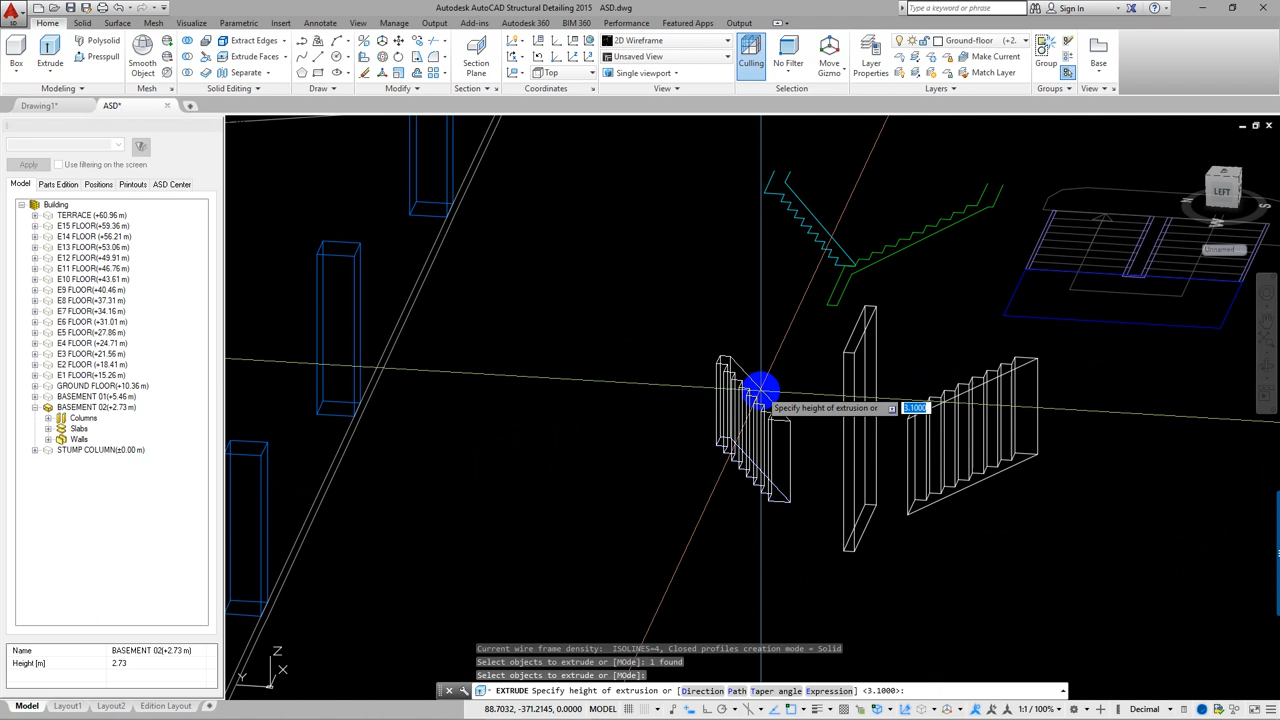 Autodesk AutoCAD Structural Detailing 2015   ASD.dwg
Type a keyword or phrase
Sign In
Home Solid Surface Mesh Visualize Parametric Insert Annotate View Manage Output Add-ins Autodesk 360 BIM 360 Performance Featured Apps Output
Box
Extrude
Polysolid
Presspull
Modeling
Smooth Object
Mesh
Extract Edges
Extrude Faces
Separate
Solid Editing
Draw
Modify
Section Plane
Section
Top
Coordinates
2D Wireframe
Unsaved View
Single viewport
View
Culling
No Filter
Move Gizmo
Selection
Layer Properties
Ground-floor (+2.
Make Current
Match Layer
Layers
Group
Groups
Base
View
Drawing1*
ASD*
Apply
Use filtering on the screen
Model Parts Edition Positions Printouts ASD Center
Building
TERRACE (+60.96 m)
E15 FLOOR(+59.36 m)
E14 FLOOR (+56.21 m)
E13 FLOOR(+53.06 m)
E12 FLOOR(+49.91 m)
E11 FLOOR(+46.76 m)
E10 FLOOR(+43.61 m)
E9 FLOOR(+40.46 m)
E8 FLOOR(+37.31 m)
E7 FLOOR(+34.16 m)
E6 FLOOR(+31.01 m)
E5 FLOOR(+27.86 m)
E4 FLOOR(+24.71 m)
E3 FLOOR(+21.56 m)
E2 FLOOR(+18.41 m)
E1 FLOOR(+15.26 m)
GROUND FLOOR(+10.36 m)
BASEMENT 01(+5.46 m)
BASEMENT 02(+2.73 m)
Columns
Slabs
Walls
STUMP COLUMN(±0.00 m)
Name BASEMENT 02(+2.73 m)
Height [m] 2.73
LEFT
N
S
W
Unnamed
Specify height of extrusion or 3.1000
Z
Y
X
Current wire frame density: ISOLINES=4, Closed profiles creation mode = Solid
Select objects to extrude or [MOde]: 1 found
Select objects to extrude or [MOde]:
EXTRUDE Specify height of extrusion or [Direction Path Taper angle Expression] <3.1000>:
Model Layout1 Layout2 Edition Layout
88.7032, -371.2145, 0.0000 MODEL
1:1 / 100%
Decimal